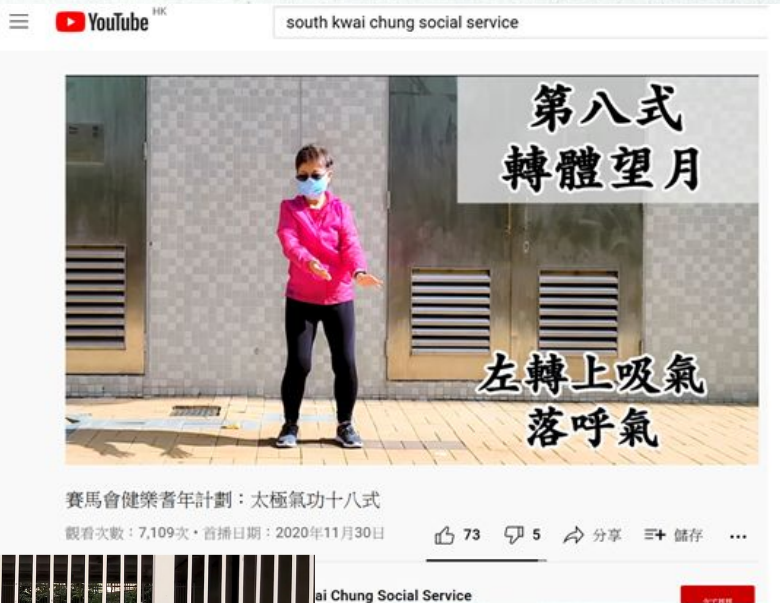 YouTube HK
south kwai chung social service
第八式
轉體望月
左轉上吸氣
落呼氣
賽馬會健樂耆年計劃：太極氣功十八式
觀看次數：7,109次・首播日期：2020年11月30日
73 5 分享 儲存
ai Chung Social Service